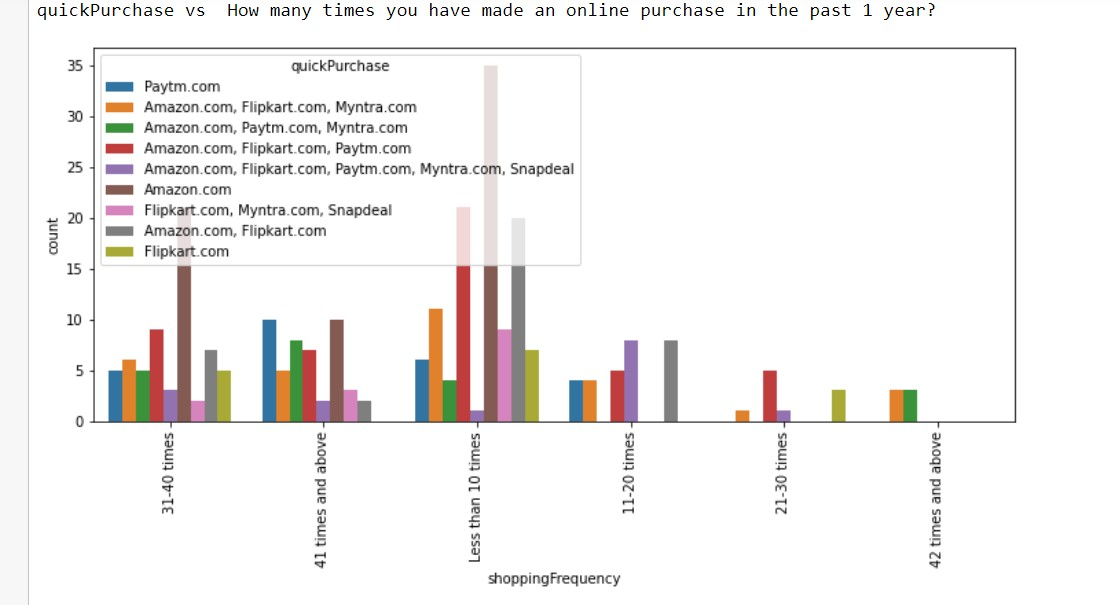 quickPurchase vs  How many times you have made an online purchase in the past 1 year?
quickPurchase
Paytm.com
Amazon.com, Flipkart.com, Myntra.com
Amazon.com, Paytm.com, Myntra.com
Amazon.com, Flipkart.com, Paytm.com
Amazon.com, Flipkart.com, Paytm.com, Myntra.com, Snapdeal
Amazon.com
Flipkart.com, Myntra.com, Snapdeal
Amazon.com, Flipkart.com
Flipkart.com
count
35
30
25
20
15
10
5
0
31-40 times
41 times and above
Less than 10 times
11-20 times
21-30 times
42 times and above
shoppingFrequency